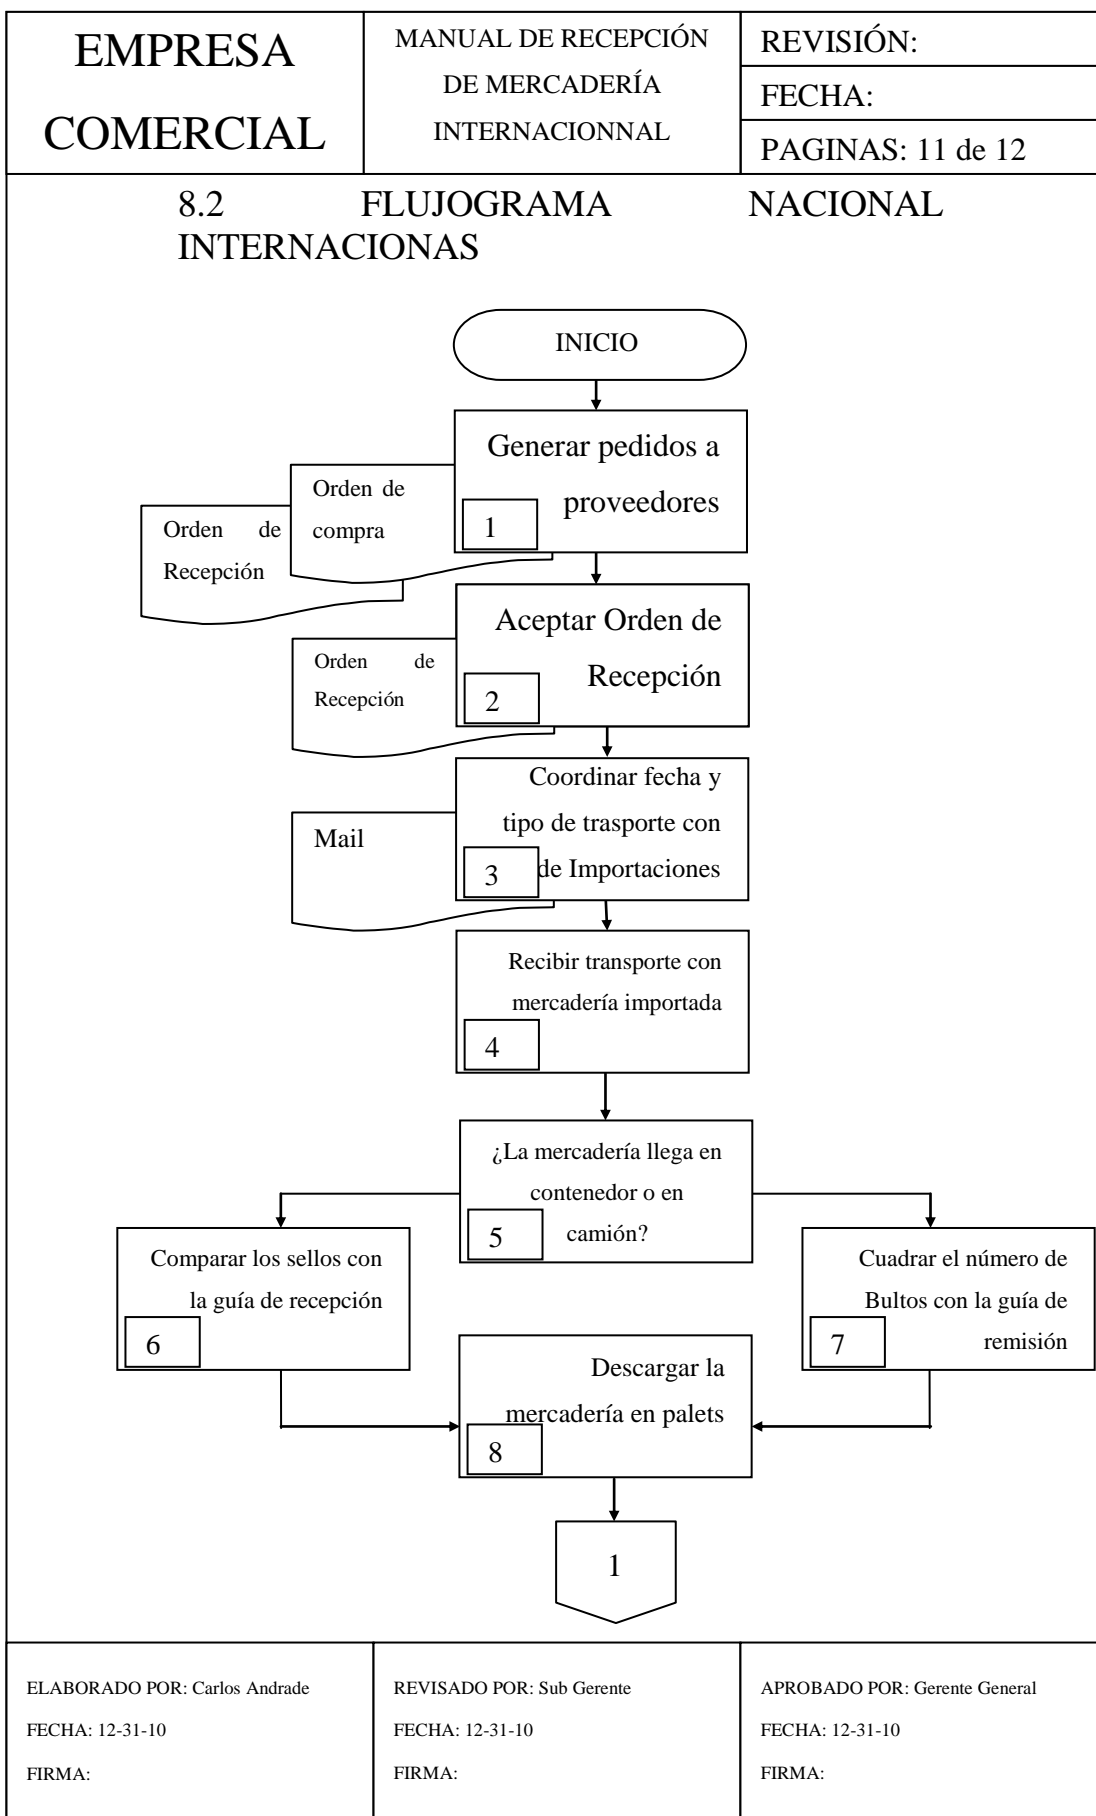 EMPRESA
COMERCIAL
MANUAL DE RECEPCIÓN
DE MERCADERÍA
INTERNACIONNAL
REVISIÓN:
FECHA:
PAGINAS: 11 de 12
8.2 FLUJOGRAMA NACIONAL
INTERNACIONAS
INICIO
Generar pedidos a
proveedores
1
Orden de
compra
Orden de
Recepción
Aceptar Orden de
Recepción
2
Orden de
Recepción
Coordinar fecha y
tipo de trasporte con
de Importaciones
3
Mail
Recibir transporte con
mercadería importada
4
¿La mercadería llega en
contenedor o en
camión?
5
Comparar los sellos con
la guía de recepción
6
Cuadrar el número de
Bultos con la guía de
remisión
7
Descargar la
mercadería en palets
8
1
ELABORADO POR: Carlos Andrade
FECHA: 12-31-10
FIRMA:
REVISADO POR: Sub Gerente
FECHA: 12-31-10
FIRMA:
APROBADO POR: Gerente General
FECHA: 12-31-10
FIRMA: